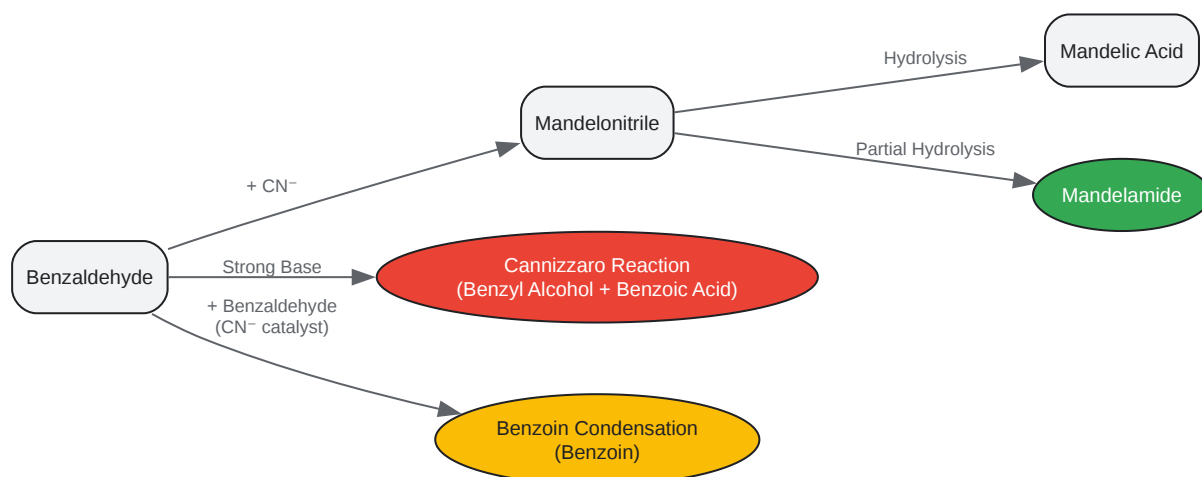 Mandelic Acid
Hydrolysis
Mandelonitrile
Partial Hydrolysis
Mandelamide
+ CN⁻
Benzaldehyde
Strong Base
Cannizzaro Reaction
(Benzyl Alcohol + Benzoic Acid)
+ Benzaldehyde
(CN⁻ catalyst)
Benzoin Condensation
(Benzoin)